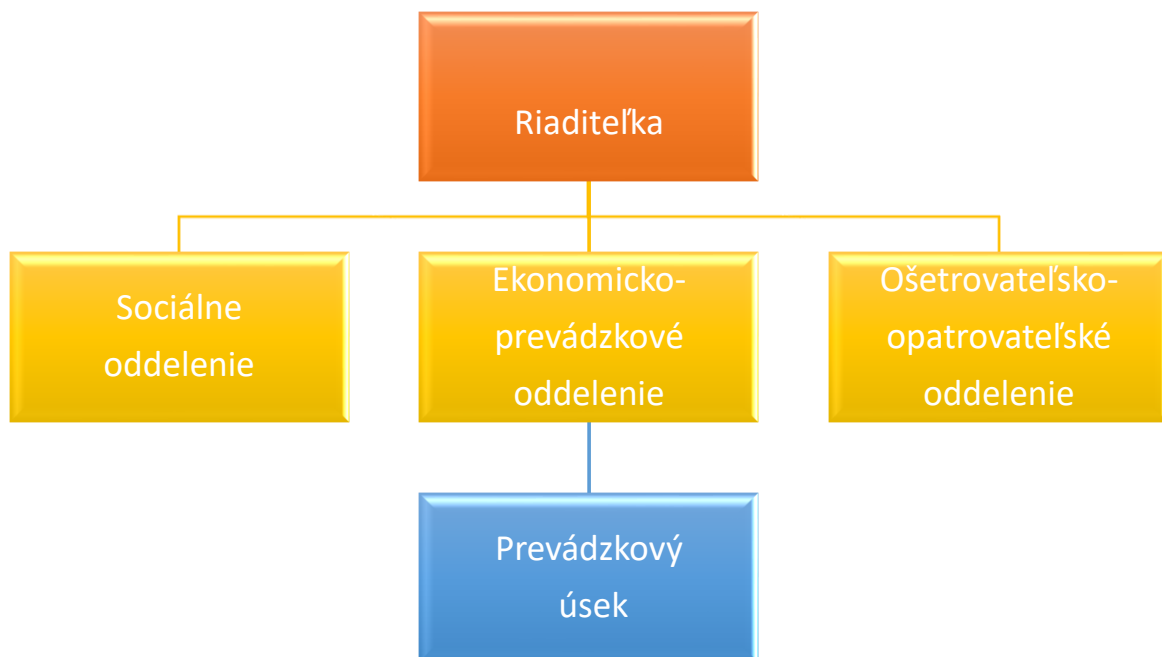 Riaditeľka
Sociálne
oddelenie
Ekonomicko-
prevádzkové
oddelenie
Ošetrovateľsko-
opatrovateľské
oddelenie
Prevádzkový
úsek